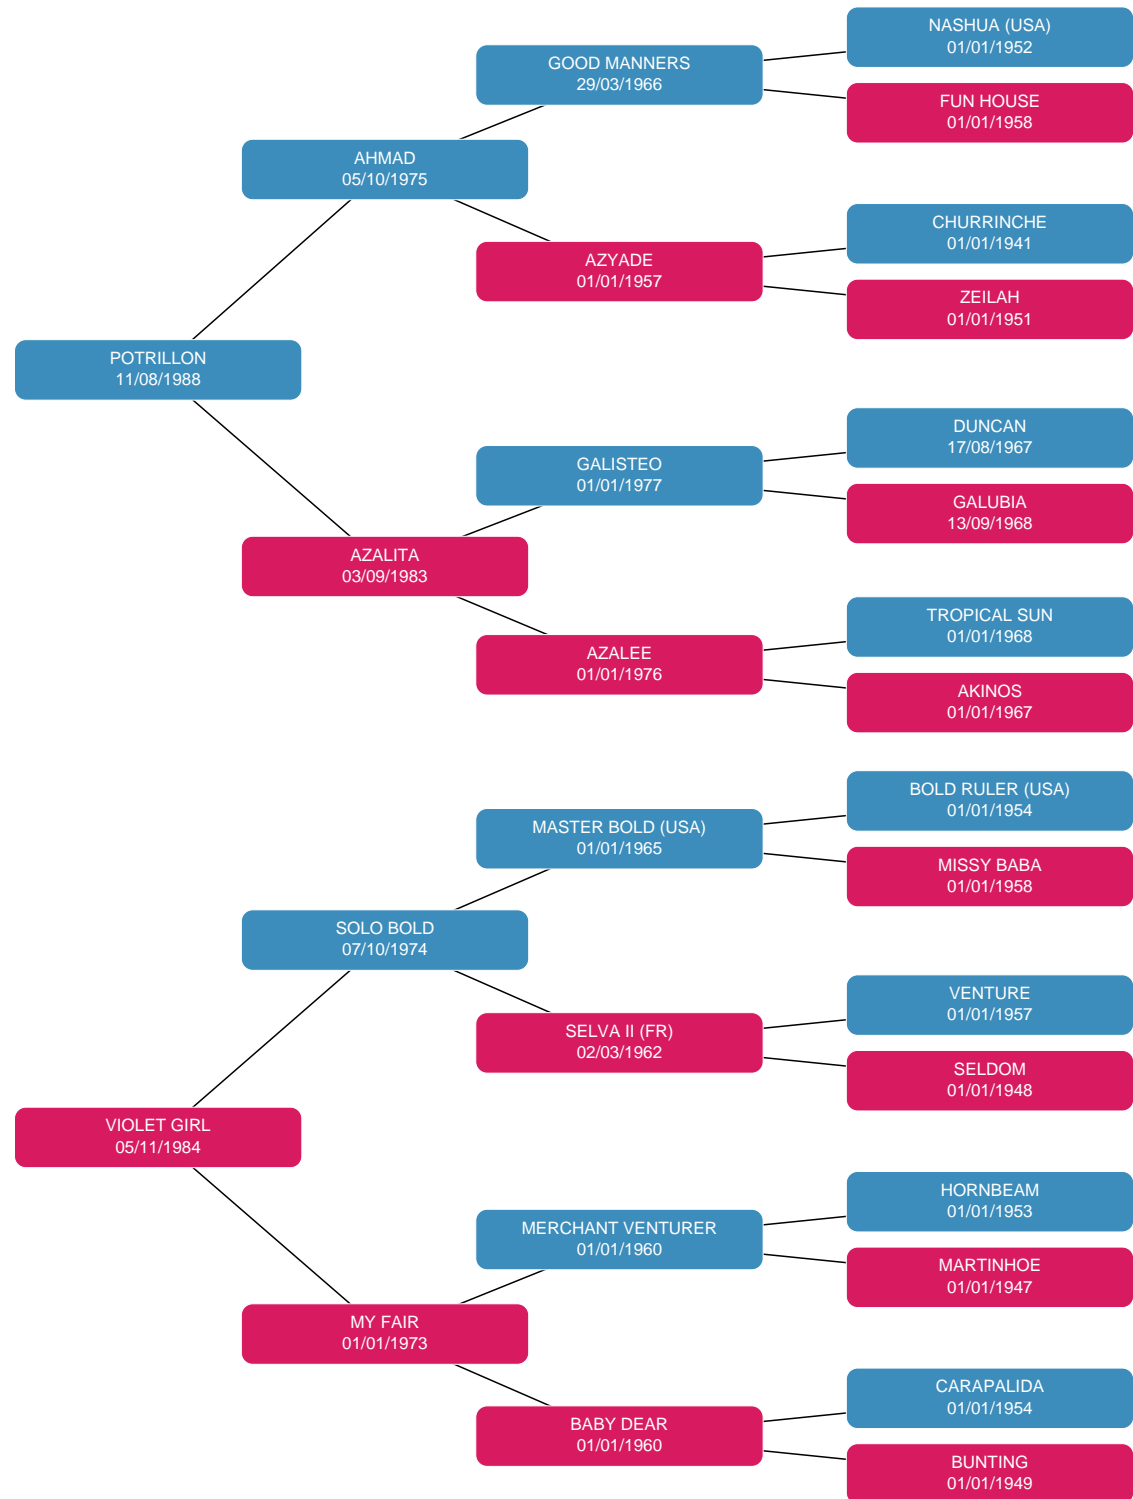 NASHUA (USA)
01/01/1952
GOOD MANNERS
29/03/1966
FUN HOUSE
01/01/1958
AHMAD
05/10/1975
CHURRINCHE
01/01/1941
AZYADE
01/01/1957
ZEILAH
01/01/1951
POTRILLON
11/08/1988
DUNCAN
17/08/1967
GALISTEO
01/01/1977
GALUBIA
13/09/1968
AZALITA
03/09/1983
TROPICAL SUN
01/01/1968
AZALEE
01/01/1976
AKINOS
01/01/1967
BOLD RULER (USA)
01/01/1954
MASTER BOLD (USA)
01/01/1965
MISSY BABA
01/01/1958
SOLO BOLD
07/10/1974
VENTURE
01/01/1957
SELVA II (FR)
02/03/1962
SELDOM
01/01/1948
VIOLET GIRL
05/11/1984
HORNBEAM
01/01/1953
MERCHANT VENTURER
01/01/1960
MARTINHOE
01/01/1947
MY FAIR
01/01/1973
CARAPALIDA
01/01/1954
BABY DEAR
01/01/1960
BUNTING
01/01/1949